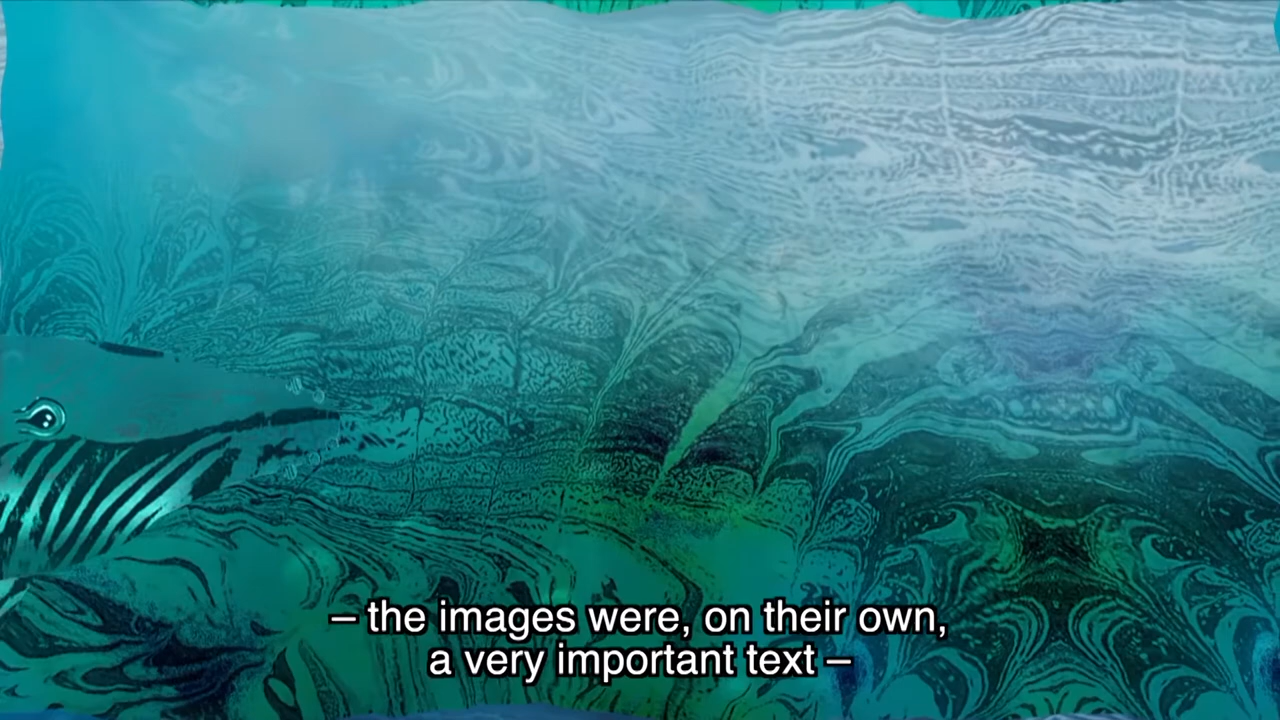 – the images were, on their own,
a very important text –